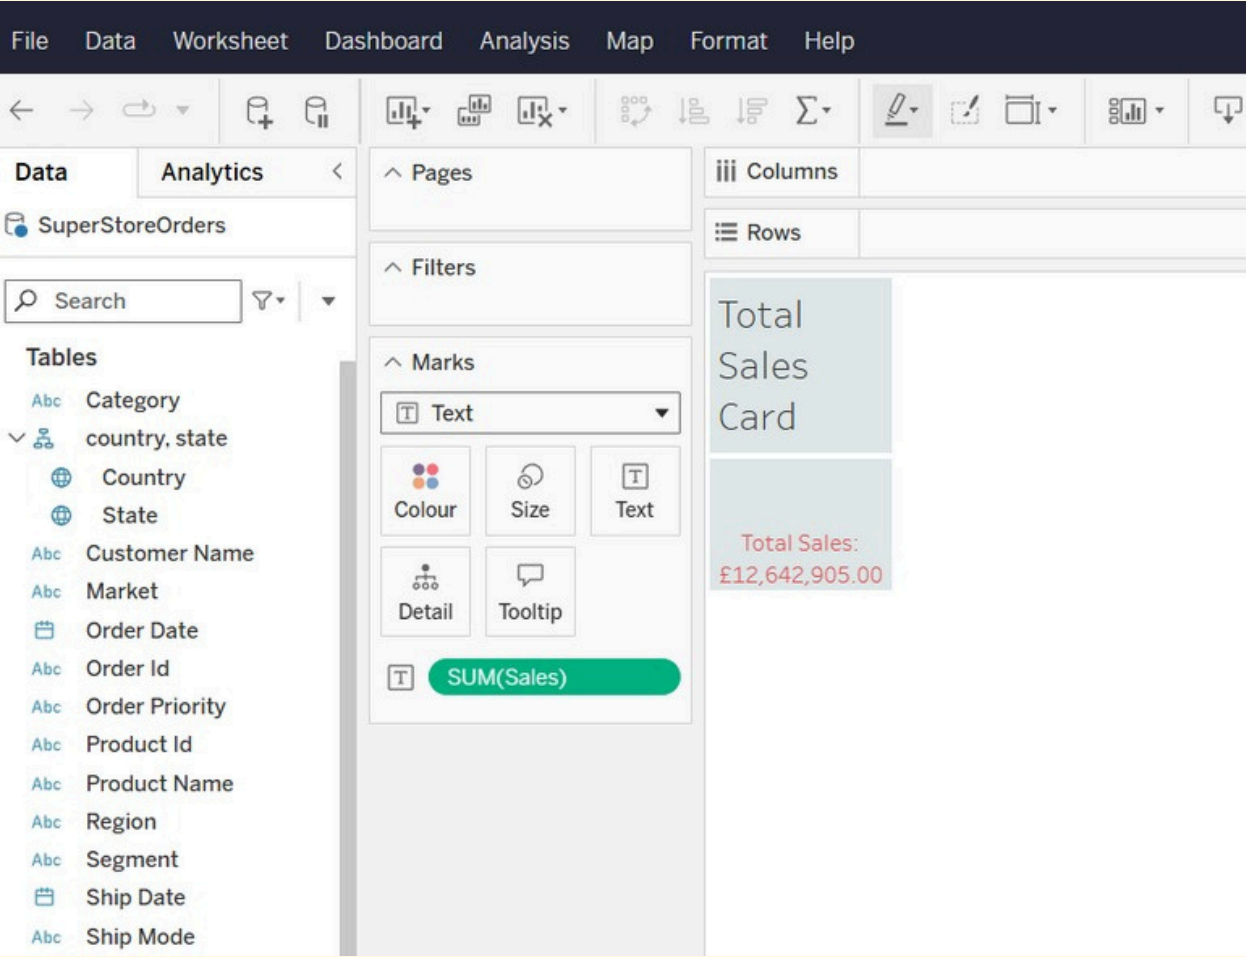 File Data Worksheet Dashboard Analysis Map Format Help
Data Analytics
SuperStoreOrders
Search
Tables
Abc Category
country, state
Country
State
Abc Customer Name
Abc Market
Order Date
Abc Order Id
Abc Order Priority
Abc Product Id
Abc Product Name
Abc Region
Abc Segment
Ship Date
Abc Ship Mode
Pages
Filters
Marks
T Text
Colour Size Text
Detail Tooltip
T SUM(Sales)
Columns
Rows
Total
Sales
Card
Total Sales:
£12,642,905.00